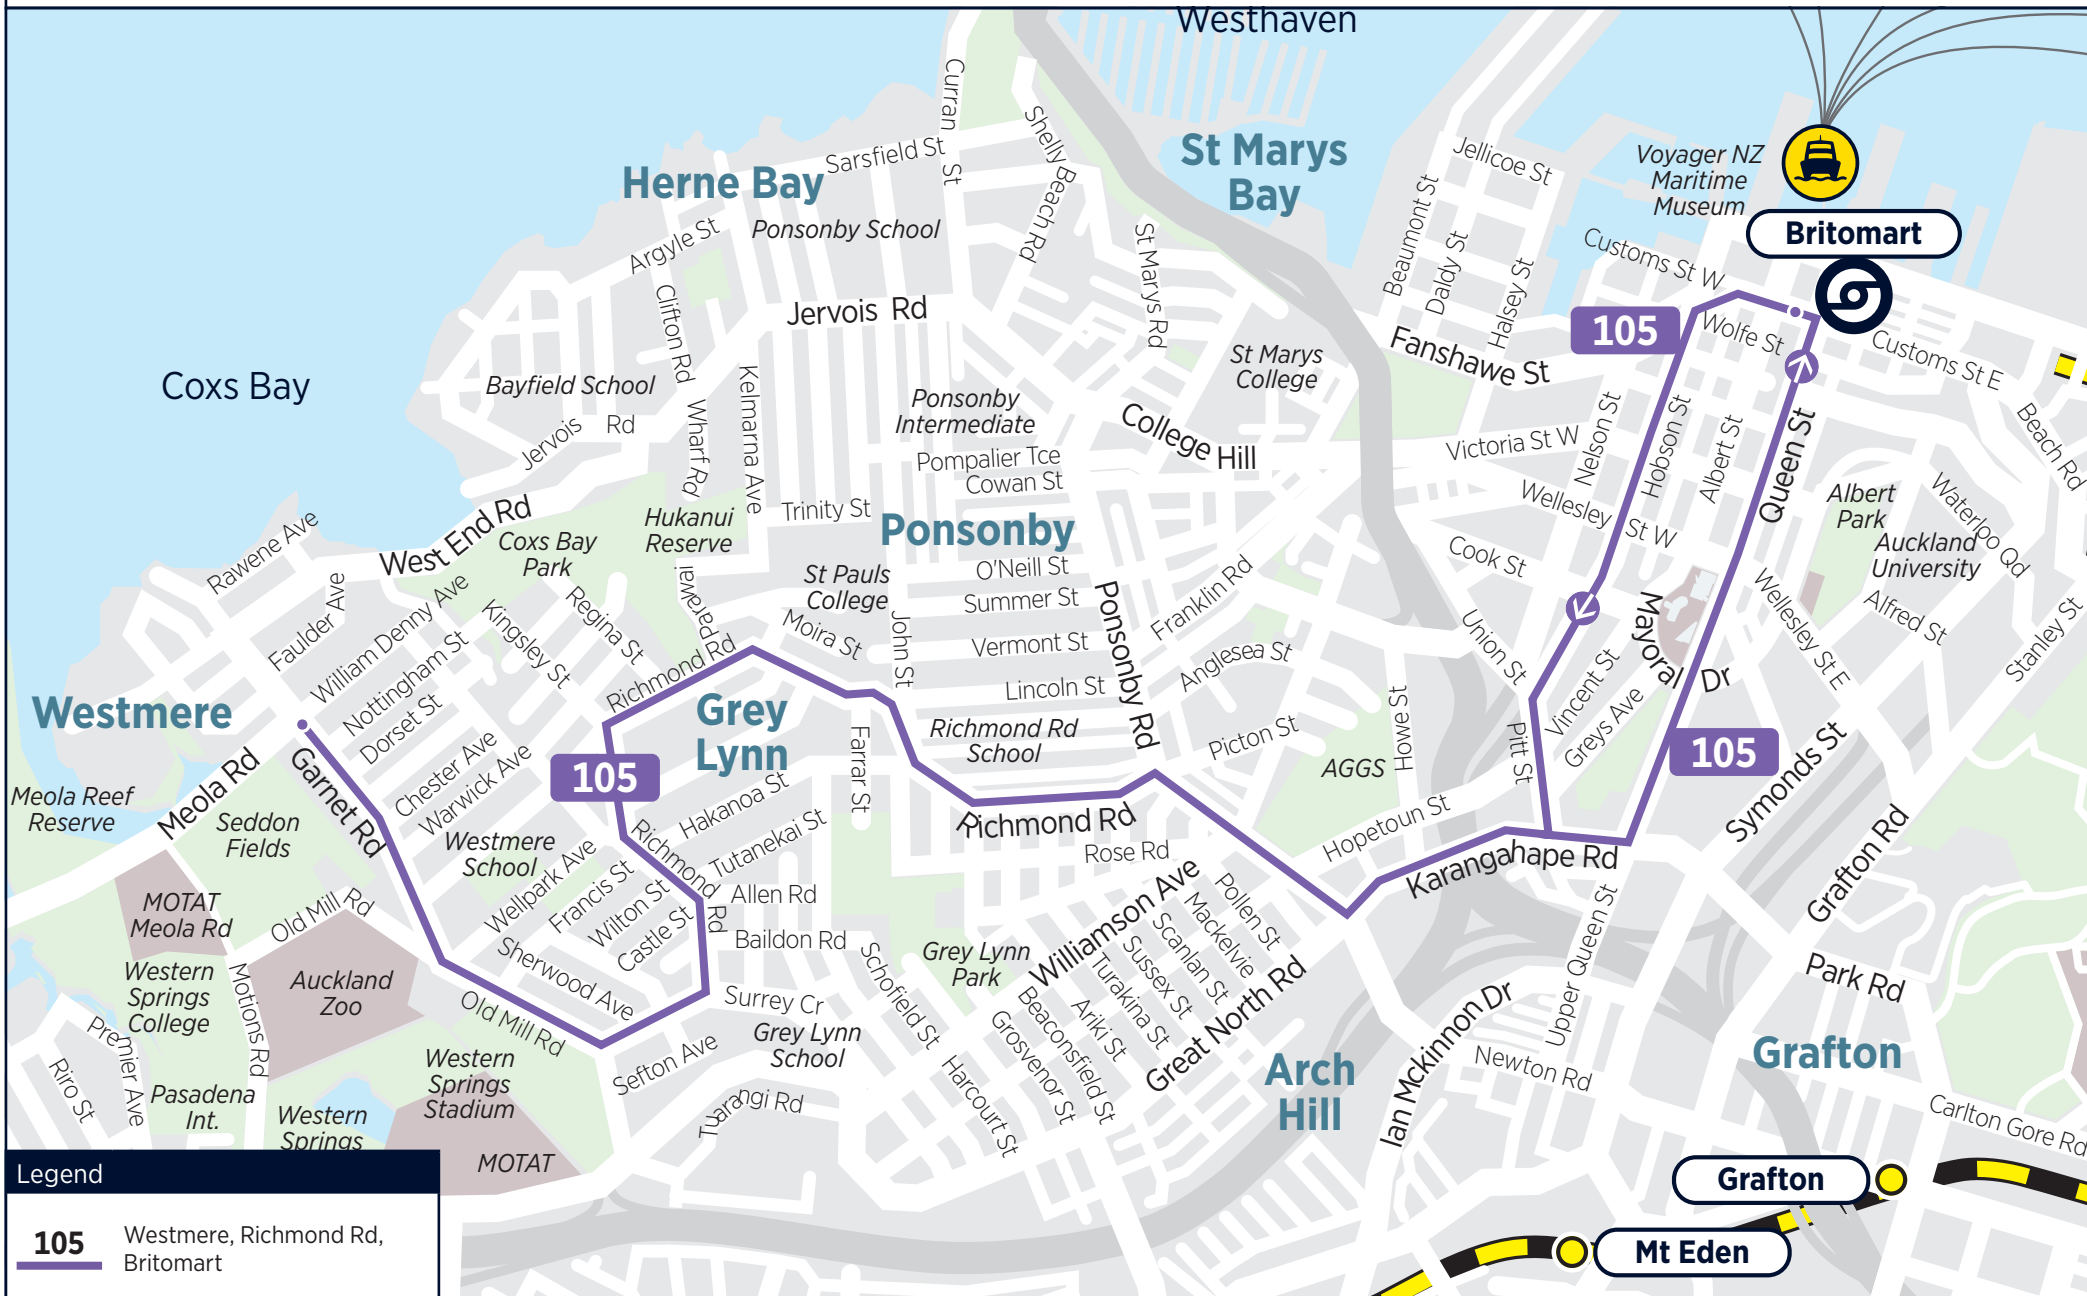 Westhaven
Curran
St
Shelly Beach Rd
Sarsfield St
Herne Bay
St Marys
Bay
Jellicoe St
Voyager NZ
Maritime
Museum
Britomart
Beaumont St
Daldy St
Halsey St
Customs St W
Argyle St
Ponsonby School
St Marys Rd
Clifton Rd
Jervois Rd
105
Wolfe St
Customs St E
Fanshawe St
St Marys
College
Coxs Bay
Bayfield School
Kelmarna Ave
Wharf Rd
Ponsonby
Intermediate
College Hill
Jervois Rd
Pompalier Tce
Cowan St
Victoria St W
Nelson St
Hobson St
Albert St
Queen St
Beach Rd
Albert
Park
Waterloo Qd
Auckland
University
Wellesley St W
Rawene Ave
West End Rd
Coxs Bay
Park
Hukanui
Reserve
Trinity St
Ponsonby
Cook St
O'Neill St
St Pauls
College
Summer St
Parawai
Regina St
Kingsley St
Faulder Ave
William Denny Ave
Nottingham St
Dorset St
Moira St
John St
Vermont St
Ponsonby Rd
Franklin Rd
Anglesea St
Union St
Mayoral Dr
Wellesley St E
Alfred St
Stanley St
Vincent St
Greys Ave
Richmond Rd
Lincoln St
Westmere
Grey
Lynn
Richmond Rd
School
Picton St
AGGS
Howe St
Pitt St
105
Symonds St
Meola Rd
Garnet Rd
Chester Ave
Warwick Ave
105
Farrar St
Hakanoa St
Meola Reef
Reserve
Seddon
Fields
Westmere
School
Richmond Rd
Tutanekai St
Richmond Rd
Rose Rd
Hopetoun St
Karangahape Rd
Grafton Rd
MOTAT
Meola Rd
Old Mill Rd
Wellpark Ave
Francis St
Wilton St
Castle St
Allen Rd
Baildon Rd
Williamson Ave
Pollen St
Mackelvie
Scanlan St
Sussex St
Turakina St
Ariki St
Beaconsfield St
Grosvenor St
Great North Rd
Grey Lynn
Park
Schofield St
Sherwood Ave
Surrey Cr
Western
Springs
College
Motions Rd
Auckland
Zoo
Old Mill Rd
Grey Lynn
School
Upper Queen St
Park Rd
Grafton
Ian Mckinnon Dr
Newton Rd
Premier Ave
Riro St
Pasadena
Int.
Western
Springs
Western
Springs
Stadium
MOTAT
Sefton Ave
Tuarangi Rd
Harcourt St
Arch
Hill
Carlton Gore Rd
Grafton
Mt Eden
Legend
105
Westmere, Richmond Rd,
Britomart